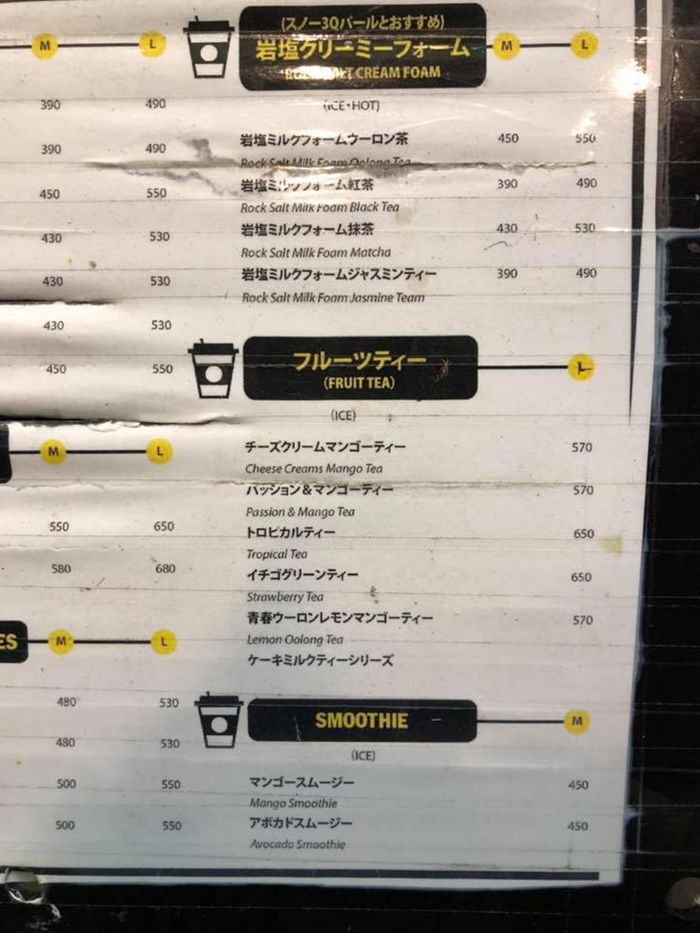 M L
390 490
390 490
450 550
430 530
430 530
430 530
450 550
M L
550 650
580 680
ES M L
480 530
480 530
500 550
500 550
(スノー3Qパールとおすすめ)
岩塩クリーミーフォーム M L
ROCK SALT CREAM FOAM
(ICE・HOT)
岩塩ミルクフォームウーロン茶 450 550
Rock Salt Milk Foam Oolong Tea
岩塩ミルクフォーム紅茶 390 490
Rock Salt Milk Foam Black Tea
岩塩ミルクフォーム抹茶 430 530
Rock Salt Milk Foam Matcha
岩塩ミルクフォームジャスミンティー 390 490
Rock Salt Milk Foam Jasmine Team
フルーツティー L
(FRUIT TEA)
(ICE)
チーズクリームマンゴーティー 570
Cheese Creams Mango Tea
パッション&マンゴーティー 570
Passion & Mango Tea
トロピカルティー 650
Tropical Tea
イチゴグリーンティー 650
Strawberry Tea
青春ウーロンレモンマンゴーティー 570
Lemon Oolong Tea
ケーキミルクティーシリーズ
SMOOTHIE M
(ICE)
マンゴースムージー 450
Mango Smoothie
アボカドスムージー 450
Avocado Smoothie